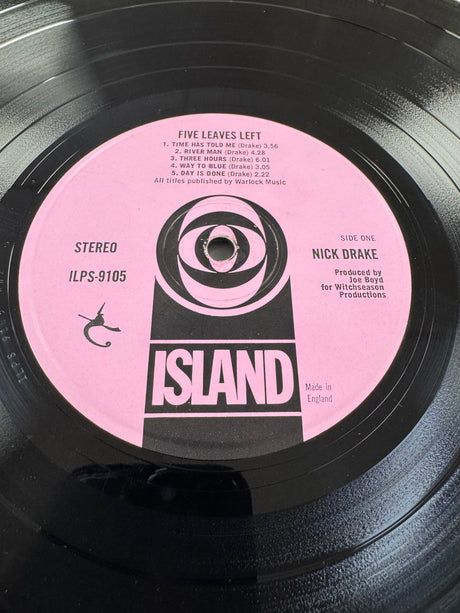 FIVE LEAVES LEFT
1. TIME HAS TOLD ME (Drake) 3.56
2. RIVER MAN (Drake) 4.28
3. THREE HOURS (Drake) 6.01
4. WAY TO BLUE (Drake) 3.05
5. DAY IS DONE (Drake) 2.22
All titles published by Warlock Music
STEREO
ILPS-9105
SIDE ONE
NICK DRAKE
Produced by
Joe Boyd
for Witchseason
Productions
ISLAND
Made in
England